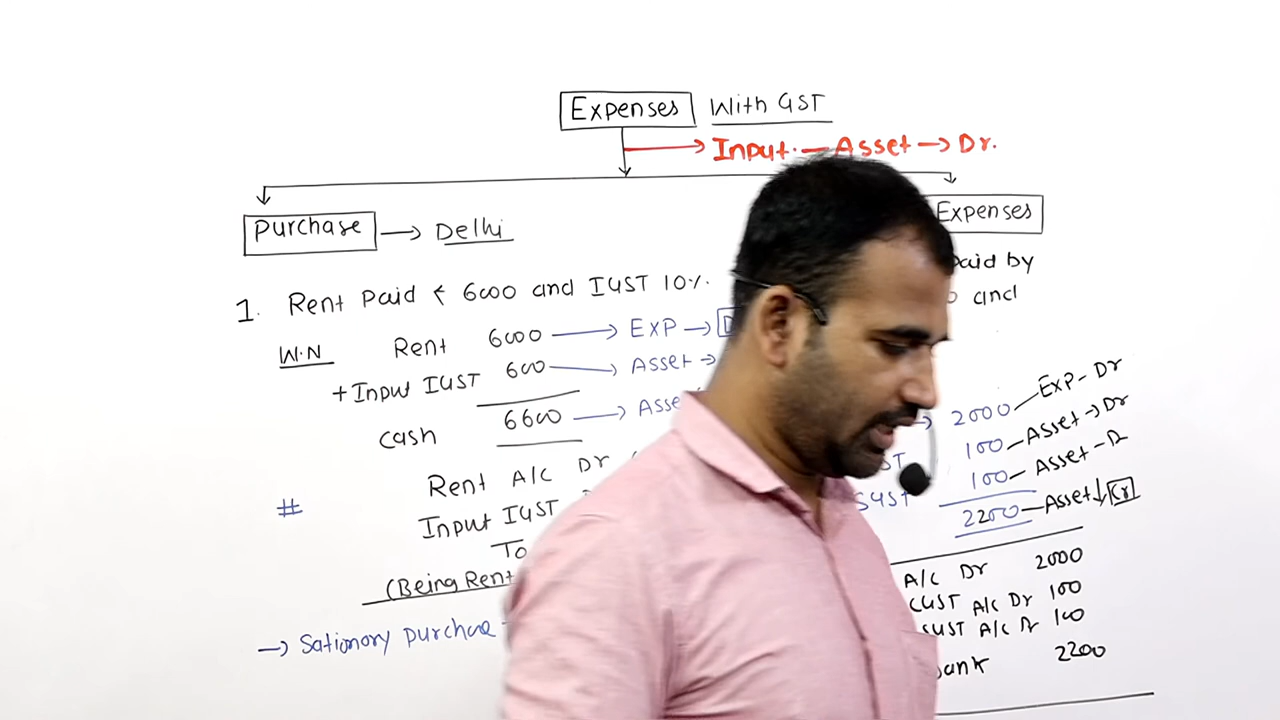 Expenses With GST
Input. — Asset → Dr.
Purchase → Delhi
Expenses
1. Rent Paid ₹ 6000 and IGST 10%.
W.N Rent 6000 → EXP →
+ Input IGST 600 → Asset →
cash 6600 →
Rent A/C Dr
# Input IGST
To
(Being Rent
→ Sationory purchase
paid by
and
2000 — EXP - Dr
100 — Asset → Dr
SGST 100 — Asset - Dr
2200 — Asset ↓ Cr
A/C Dr 2000
CGST A/C Dr 100
SGST A/C Dr 100
Bank 2200